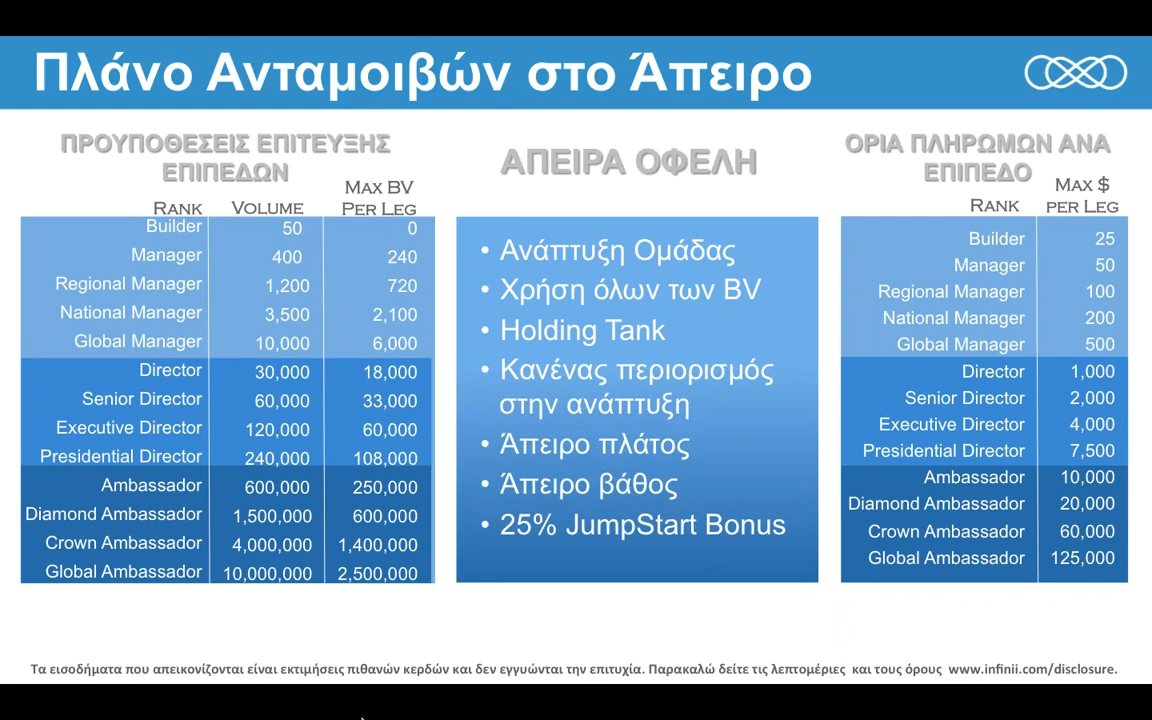 Πλάνο Ανταμοιβών στο Άπειρο
ΠΡΟΥΠΟΘΕΣΕΙΣ ΕΠΙΤΕΥΞΗΣ
ΕΠΙΠΕΔΩΝ
RANK VOLUME MAX BV PER LEG
Builder 50 0
Manager 400 240
Regional Manager 1,200 720
National Manager 3,500 2,100
Global Manager 10,000 6,000
Director 30,000 18,000
Senior Director 60,000 33,000
Executive Director 120,000 60,000
Presidential Director 240,000 108,000
Ambassador 600,000 250,000
Diamond Ambassador 1,500,000 600,000
Crown Ambassador 4,000,000 1,400,000
Global Ambassador 10,000,000 2,500,000
ΑΠΕΙΡΑ ΟΦΕΛΗ
• Ανάπτυξη Ομάδας
• Χρήση όλων των BV
• Holding Tank
• Κανένας περιορισμός
στην ανάπτυξη
• Άπειρο πλάτος
• Άπειρο βάθος
• 25% JumpStart Bonus
ΟΡΙΑ ΠΛΗΡΩΜΩΝ ΑΝΑ
ΕΠΙΠΕΔΟ
RANK MAX $ PER LEG
Builder 25
Manager 50
Regional Manager 100
National Manager 200
Global Manager 500
Director 1,000
Senior Director 2,000
Executive Director 4,000
Presidential Director 7,500
Ambassador 10,000
Diamond Ambassador 20,000
Crown Ambassador 60,000
Global Ambassador 125,000
Τα εισοδήματα που απεικονίζονται είναι εκτιμήσεις πιθανών κερδών και δεν εγγυώνται την επιτυχία. Παρακαλώ δείτε τις λεπτομέριες και τους όρους www.infinii.com/disclosure.